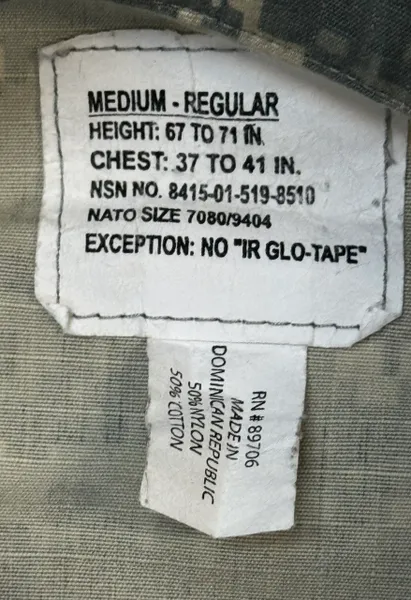 MEDIUM - REGULAR
HEIGHT: 67 TO 71 IN.
CHEST: 37 TO 41 IN.
NSN NO. 8415-01-519-8510
NATO SIZE 7080/9404
EXCEPTION: NO "IR GLO-TAPE"
RN # 89706
MADE IN
DOMINICAN REPUBLIC
50% NYLON
50% COTTON